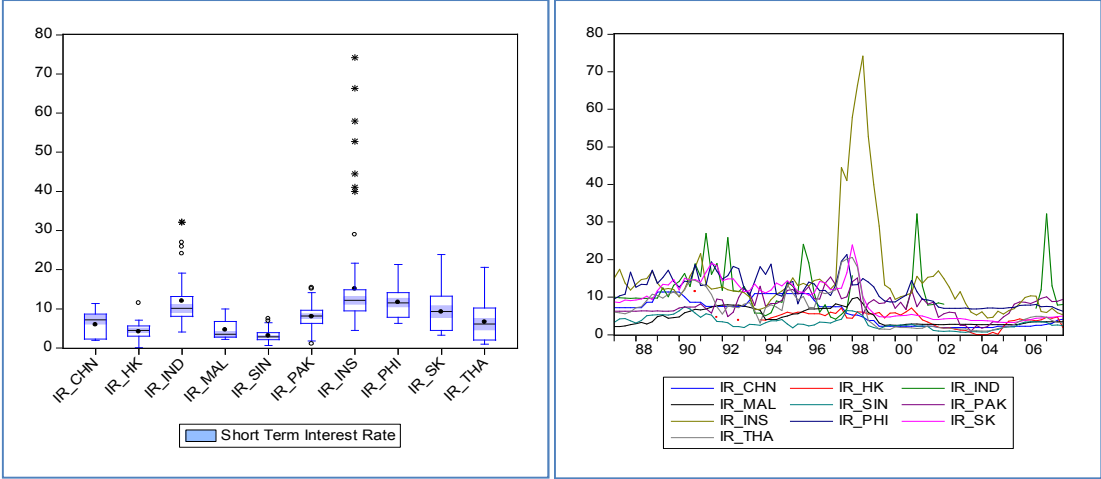 80
70
60
50
40
30
20
10
0
IR_CHN
IR_HK
IR_IND
IR_MAL
IR_SIN
IR_PAK
IR_INS
IR_PHI
IR_SK
IR_THA
Short Term Interest Rate
80
70
60
50
40
30
20
10
0
88 90 92 94 96 98 00 02 04 06
IR_CHN IR_HK IR_IND
IR_MAL IR_SIN IR_PAK
IR_INS IR_PHI IR_SK
IR_THA